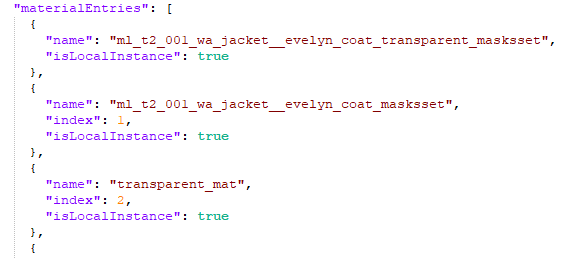 "materialEntries": [
{
"name": "ml_t2_001_wa_jacket__evelyn_coat_transparent_masksset",
"isLocalInstance": true
},
{
"name": "ml_t2_001_wa_jacket__evelyn_coat_masksset",
"index": 1,
"isLocalInstance": true
},
{
"name": "transparent_mat",
"index": 2,
"isLocalInstance": true
},
{